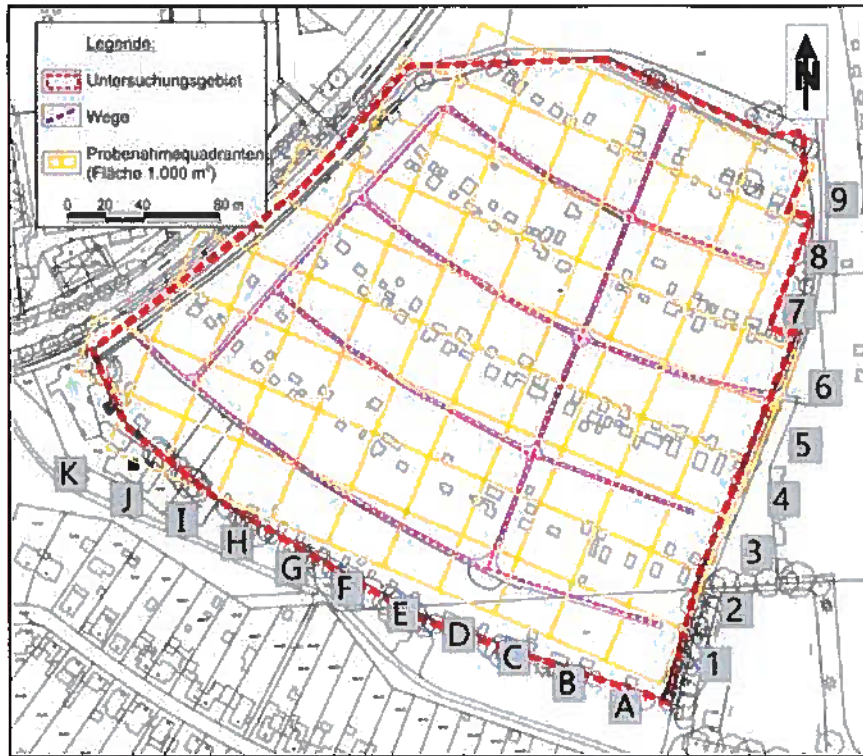 Legende:
Untersuchungsgebiet
Wege
Probenahmequadranten
(Fläche 1.000 m²)
0 20 40 80 m
N
9
8
7
6
5
4
3
2
1
K
J
I
H
G
F
E
D
C
B
A